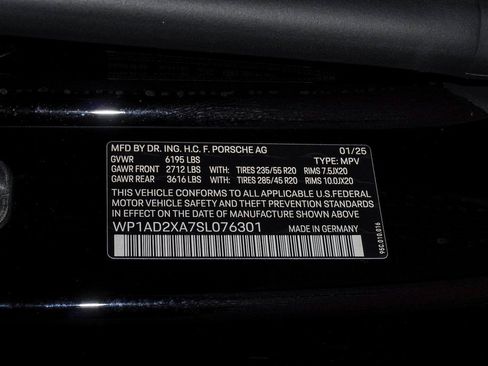 MFD BY DR. ING. H.C. F. PORSCHE AG 01/25
GVWR 6195 LBS TYPE: MPV
GAWR FRONT 2712 LBS WITH: TIRES 235/55 R20 RIMS 7.5JX20
GAWR REAR 3616 LBS WITH: TIRES 285/45 R20 RIMS 10.0JX20
THIS VEHICLE CONFORMS TO ALL APPLICABLE U.S.FEDERAL
MOTOR VEHICLE SAFETY AND THEFT PREVENTION STANDARDS
IN EFFECT ON THE DATE OF MANUFACTURE SHOWN ABOVE.
WP1AD2XA7SL076301 MADE IN GERMANY
95C.010.016